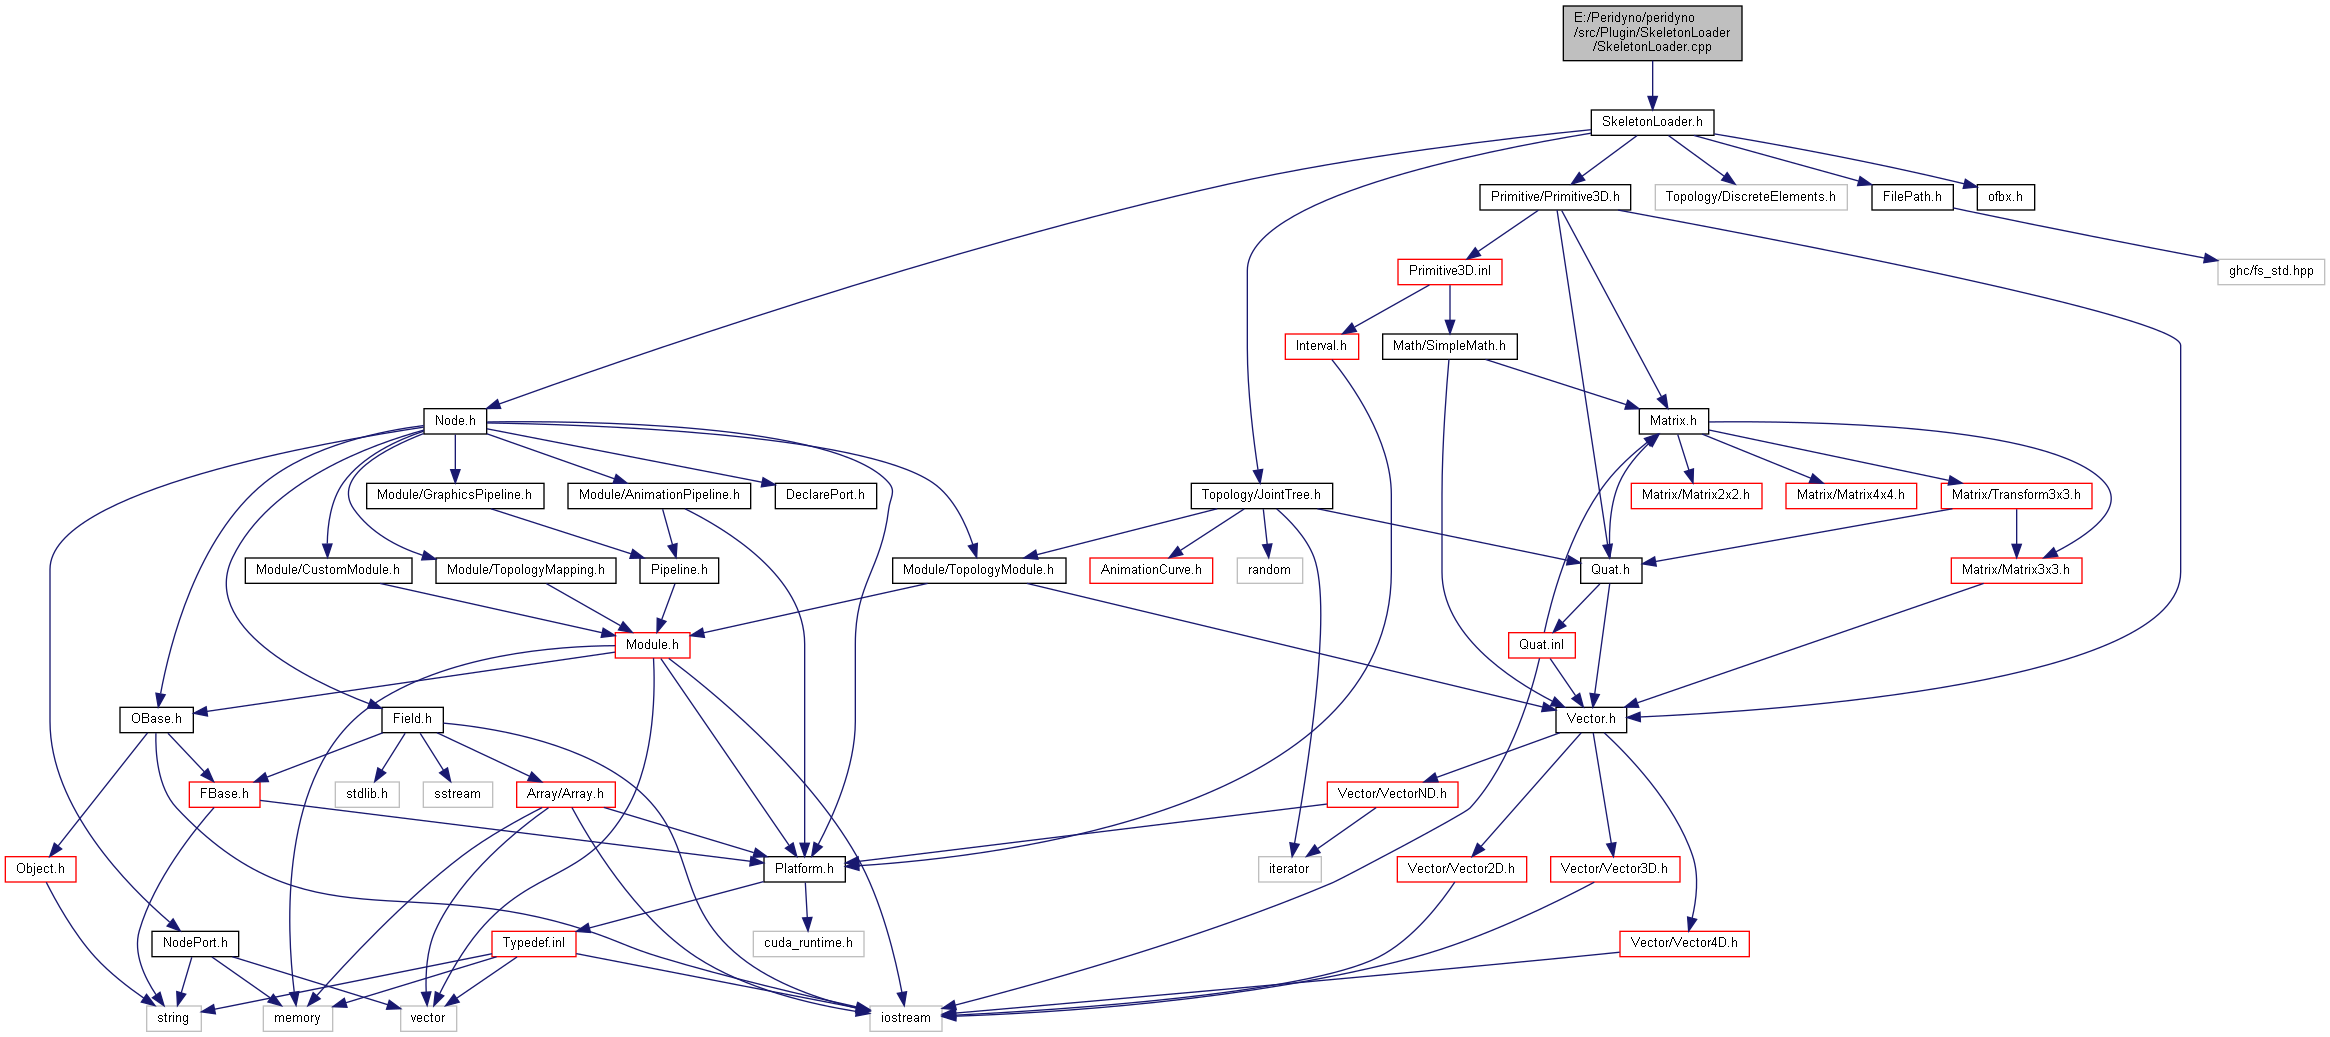 E:/Peridyno/peridyno
/src/Plugin/SkeletonLoader
/SkeletonLoader.cpp
SkeletonLoader.h
Primitive/Primitive3D.h
Topology/DiscreteElements.h
FilePath.h
ofbx.h
Primitive3D.inl
ghc/fs_std.hpp
Interval.h
Math/SimpleMath.h
Node.h
Matrix.h
Module/GraphicsPipeline.h
Module/AnimationPipeline.h
DeclarePort.h
Topology/JointTree.h
Matrix/Matrix2x2.h
Matrix/Matrix4x4.h
Matrix/Transform3x3.h
Module/CustomModule.h
Module/TopologyMapping.h
Pipeline.h
Module/TopologyModule.h
AnimationCurve.h
random
Quat.h
Matrix/Matrix3x3.h
Module.h
Quat.inl
OBase.h
Field.h
Vector.h
FBase.h
stdlib.h
sstream
Array/Array.h
Vector/VectorND.h
Object.h
Platform.h
iterator
Vector/Vector2D.h
Vector/Vector3D.h
NodePort.h
Typedef.inl
cuda_runtime.h
Vector/Vector4D.h
string
memory
vector
iostream